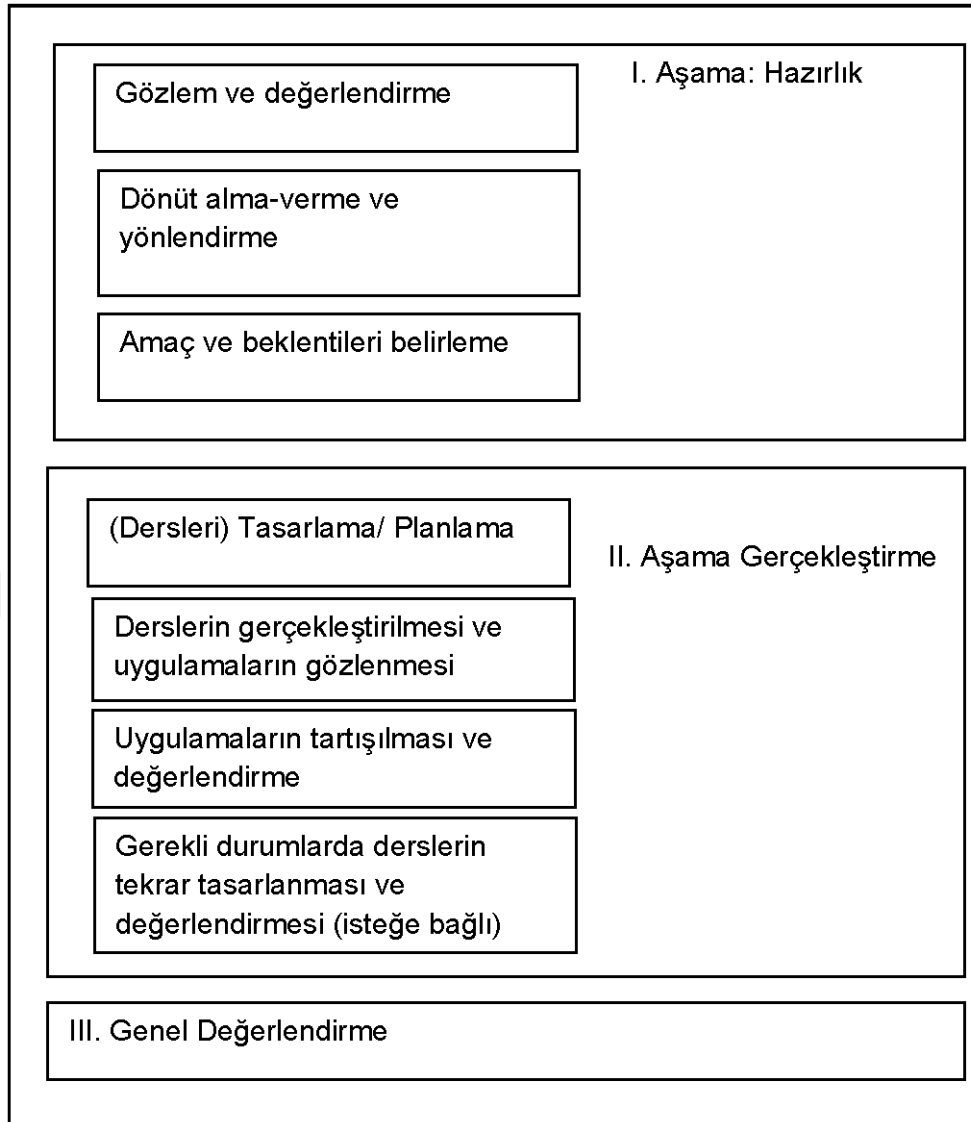 I. Aşama: Hazırlık
Gözlem ve değerlendirme
Dönüt alma-verme ve
yönlendirme
Amaç ve beklentileri belirleme
(Dersleri) Tasarlama/ Planlama
II. Aşama Gerçekleştirme
Derslerin gerçekleştirilmesi ve
uygulamaların gözlenmesi
Uygulamaların tartışılması ve
değerlendirme
Gerekli durumlarda derslerin
tekrar tasarlanması ve
değerlendirmesi (isteğe bağlı)
III. Genel Değerlendirme